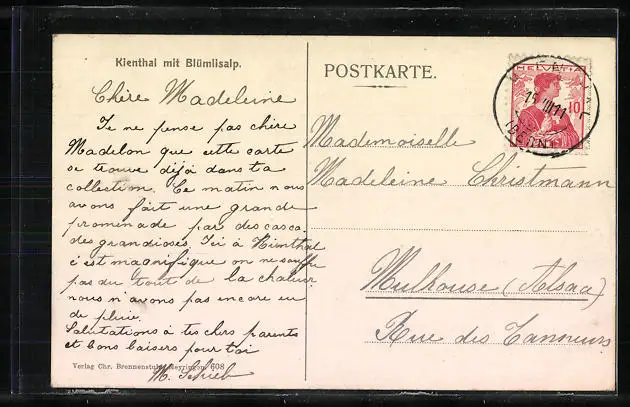 Kienthal mit Blümlisalp.
Chère Madeleine
Je ne pense pas chère
Madelon que cette carte
se trouve déjà dans ta
collection. Ce matin nous
avons fait une grande
promenade par des casca
des grandioses. Ici à Kienthal
c'est magnifique on ne souffre
pas du tout de la chaleur
nous n'avons pas encore eu
de pluie.
Salutations à tes chers parents
et bons baisers pour toi
Verlag Chr. Brennenstuhl, Meyringen. 608
POSTKARTE.
HELVETIA
10
15. VII. 11
Mademoiselle
Madeleine Christmann
Mulhouse (Alsace)
Rue des Tanneurs